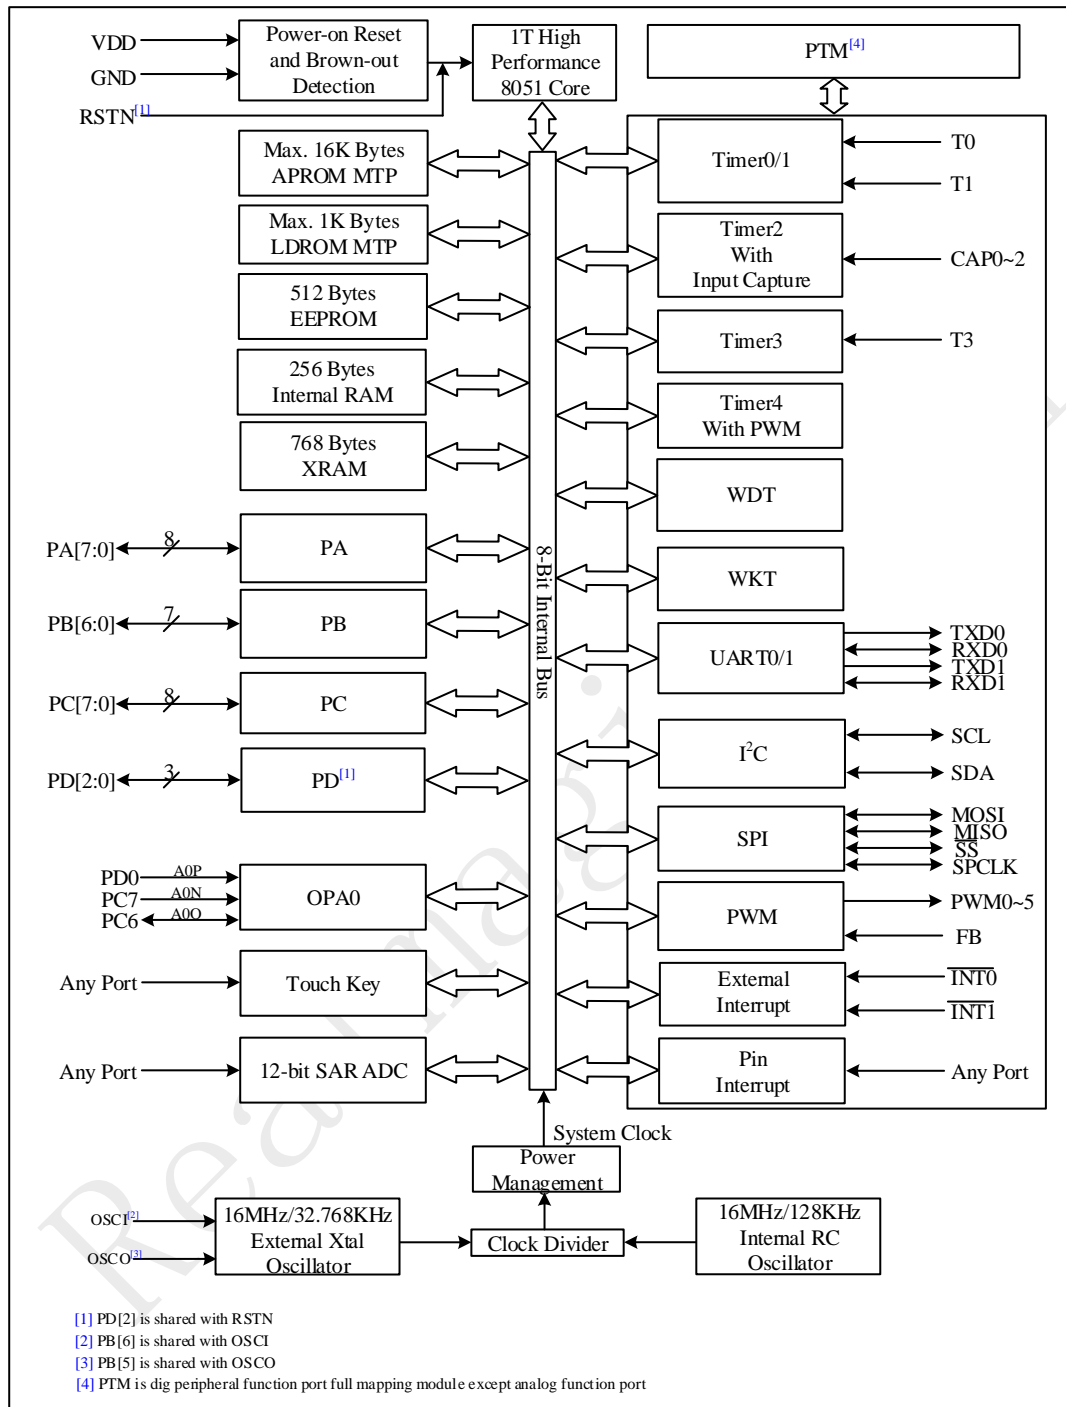 VDD
GND
RSTN[1]
Power-on Reset
and Brown-out
Detection
1T High
Performance
8051 Core
PTM[4]
Max. 16K Bytes
APROM MTP
Max. 1K Bytes
LDROM MTP
512 Bytes
EEPROM
256 Bytes
Internal RAM
768 Bytes
XRAM
PA[7:0]
8
PA
PB[6:0]
7
PB
PC[7:0]
8
PC
PD[2:0]
3
PD[1]
PD0
A0P
PC7
A0N
PC6
A0O
OPA0
Any Port
Touch Key
Any Port
12-bit SAR ADC
8-Bit Internal Bus
Timer0/1
T0
T1
Timer2
With
Input Capture
CAP0~2
Timer3
T3
Timer4
With PWM
WDT
WKT
UART0/1
TXD0
RXD0
TXD1
RXD1
I²C
SCL
SDA
SPI
MOSI
MISO
SS
SPCLK
PWM
PWM0~5
FB
External
Interrupt
INT0
INT1
Pin
Interrupt
Any Port
System Clock
Power
Management
OSCI[2]
OSCO[3]
16MHz/32.768KHz
External Xtal
Oscillator
Clock Divider
16MHz/128KHz
Internal RC
Oscillator
[1] PD[2] is shared with RSTN
[2] PB[6] is shared with OSCI
[3] PB[5] is shared with OSCO
[4] PTM is dig peripheral function port full mapping module except analog function port